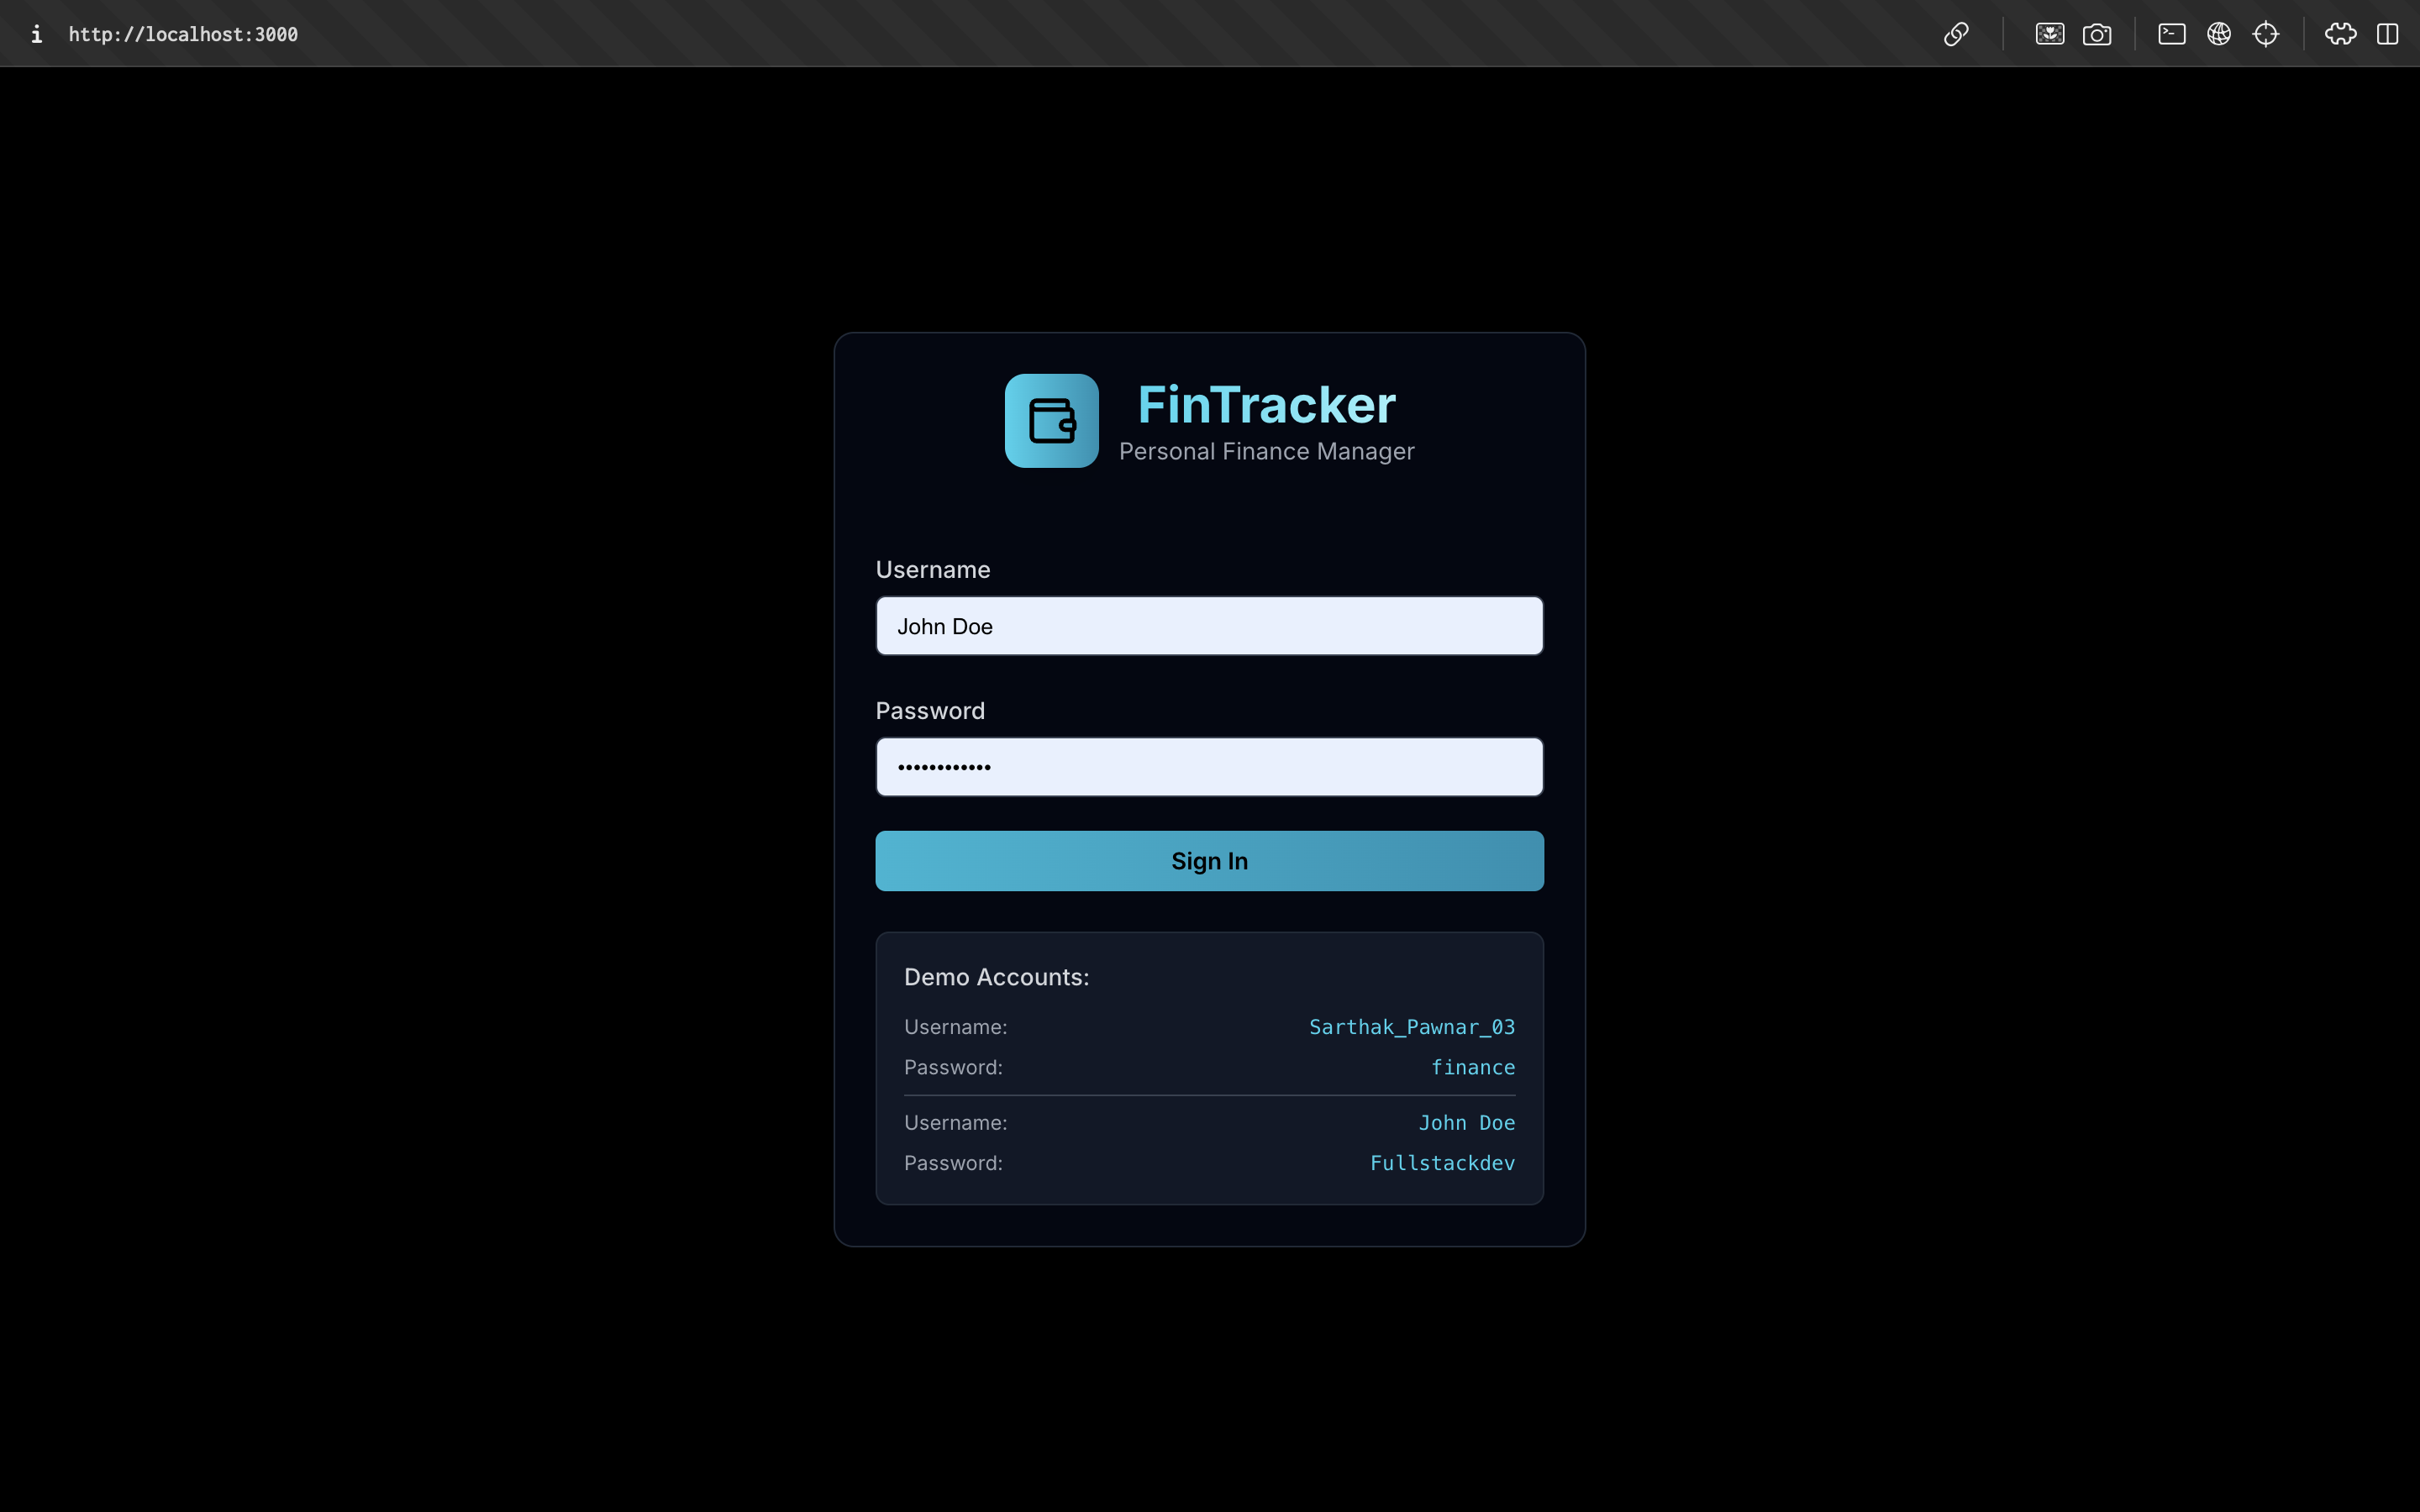 http://localhost:3000
FinTracker
Personal Finance Manager
Username
John Doe
Password
••••••••••••
Sign In
Demo Accounts:
Username: Sarthak_Pawnar_03
Password: finance
Username: John Doe
Password: Fullstackdev